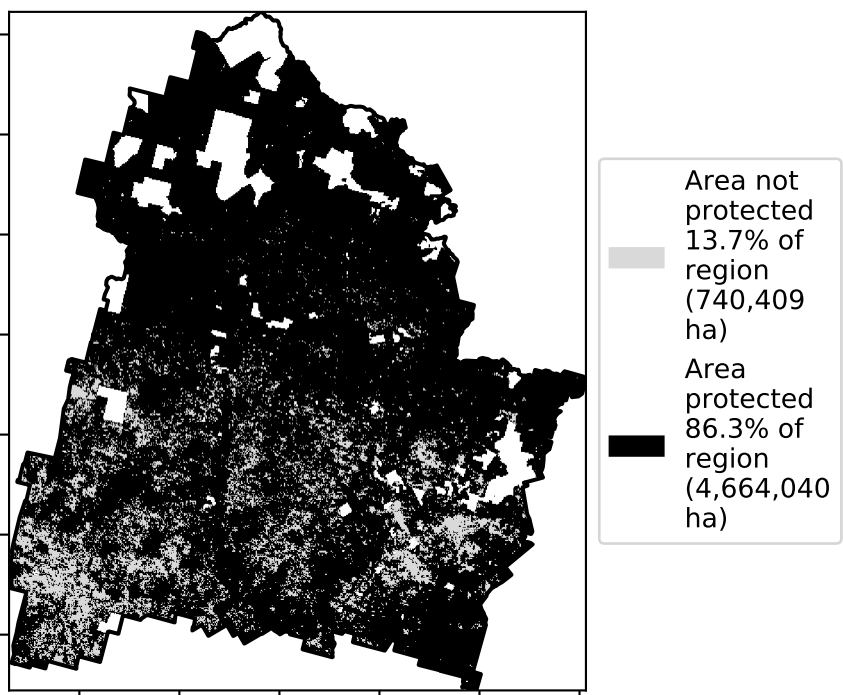 Area not
protected
13.7% of
region
(740,409
ha)
Area
protected
86.3% of
region
(4,664,040
ha)